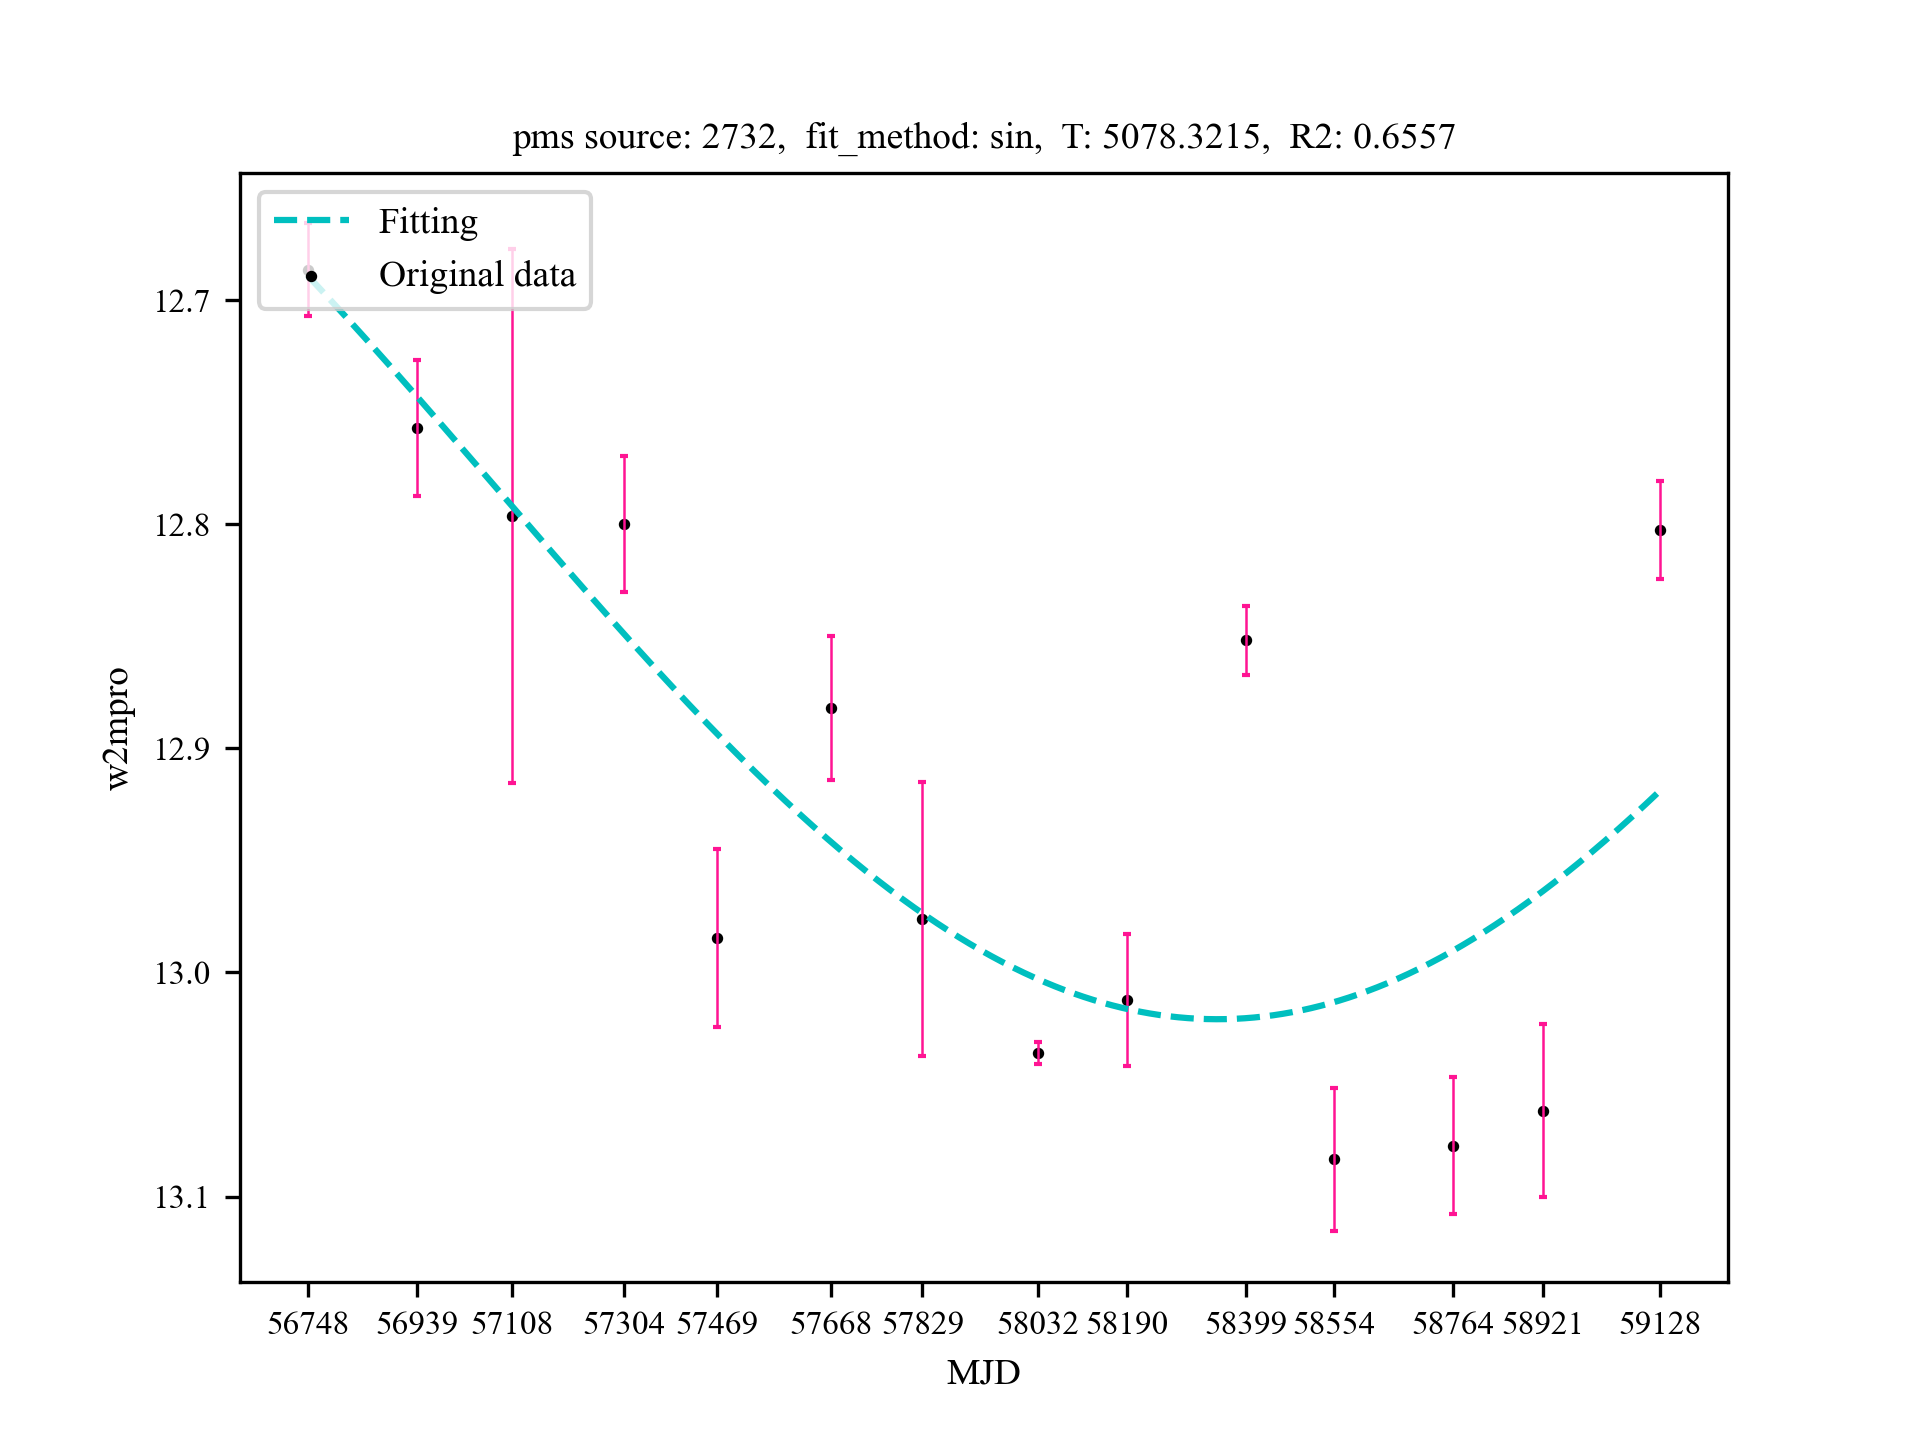 pms source: 2732,  fit_method: sin,  T: 5078.3215,  R2: 0.6557
Fitting
Original data
12.7
12.8
12.9
13.0
13.1
w2mpro
56748 56939 57108 57304 57469 57668 57829 58032 58190 58399 58554 58764 58921 59128
MJD